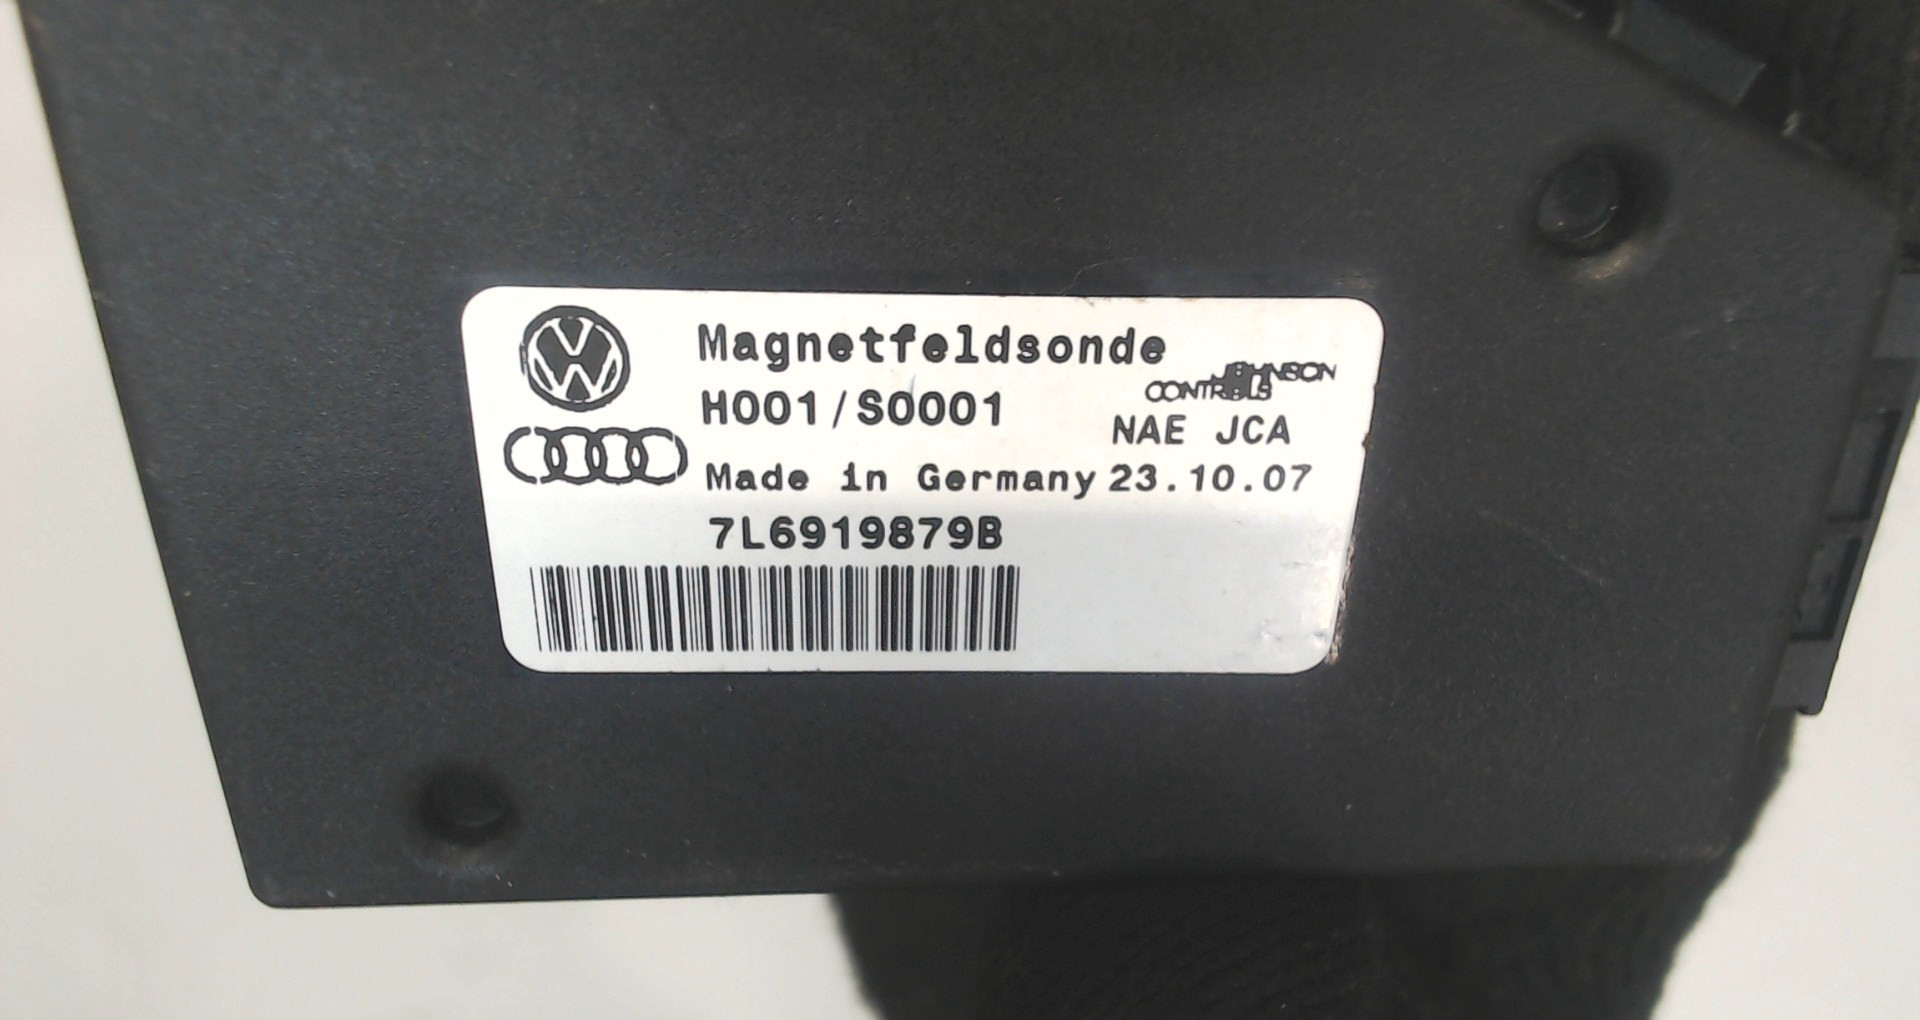 Magnetfeldsonde
JOHNSON
CONTROLS
H001/S0001
NAE JCA
Made in Germany 23.10.07
7L6919879B